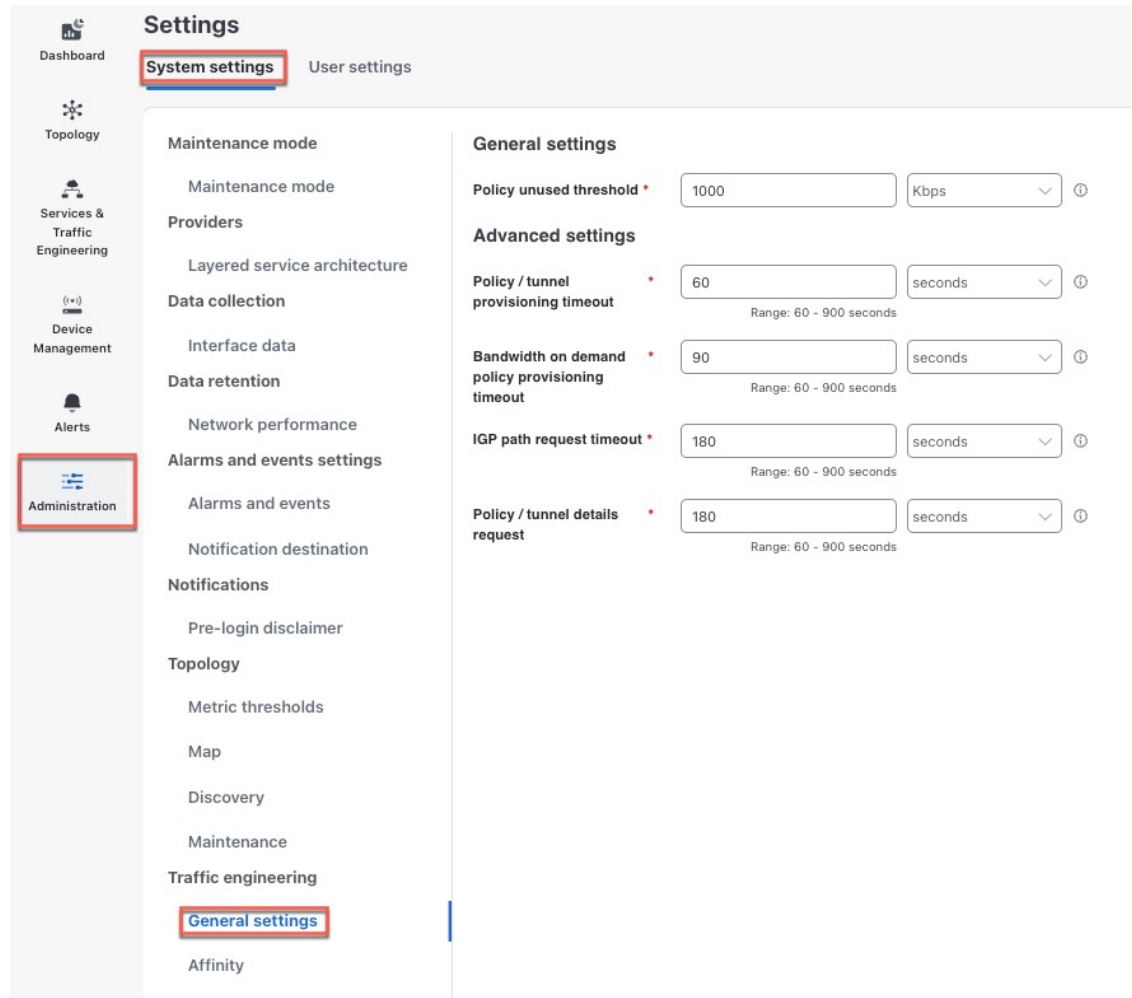 Settings
System settings
User settings
Dashboard
Topology
Services &
Traffic
Engineering
Device
Management
Alerts
Administration
Maintenance mode
Maintenance mode
Providers
Layered service architecture
Data collection
Interface data
Data retention
Network performance
Alarms and events settings
Alarms and events
Notification destination
Notifications
Pre-login disclaimer
Topology
Metric thresholds
Map
Discovery
Maintenance
Traffic engineering
General settings
Affinity
General settings
Policy unused threshold * 1000 Kbps
Advanced settings
Policy / tunnel *
provisioning timeout
60 seconds
Range: 60 - 900 seconds
Bandwidth on demand *
policy provisioning
timeout
90 seconds
Range: 60 - 900 seconds
IGP path request timeout * 180 seconds
Range: 60 - 900 seconds
Policy / tunnel details *
request
180 seconds
Range: 60 - 900 seconds